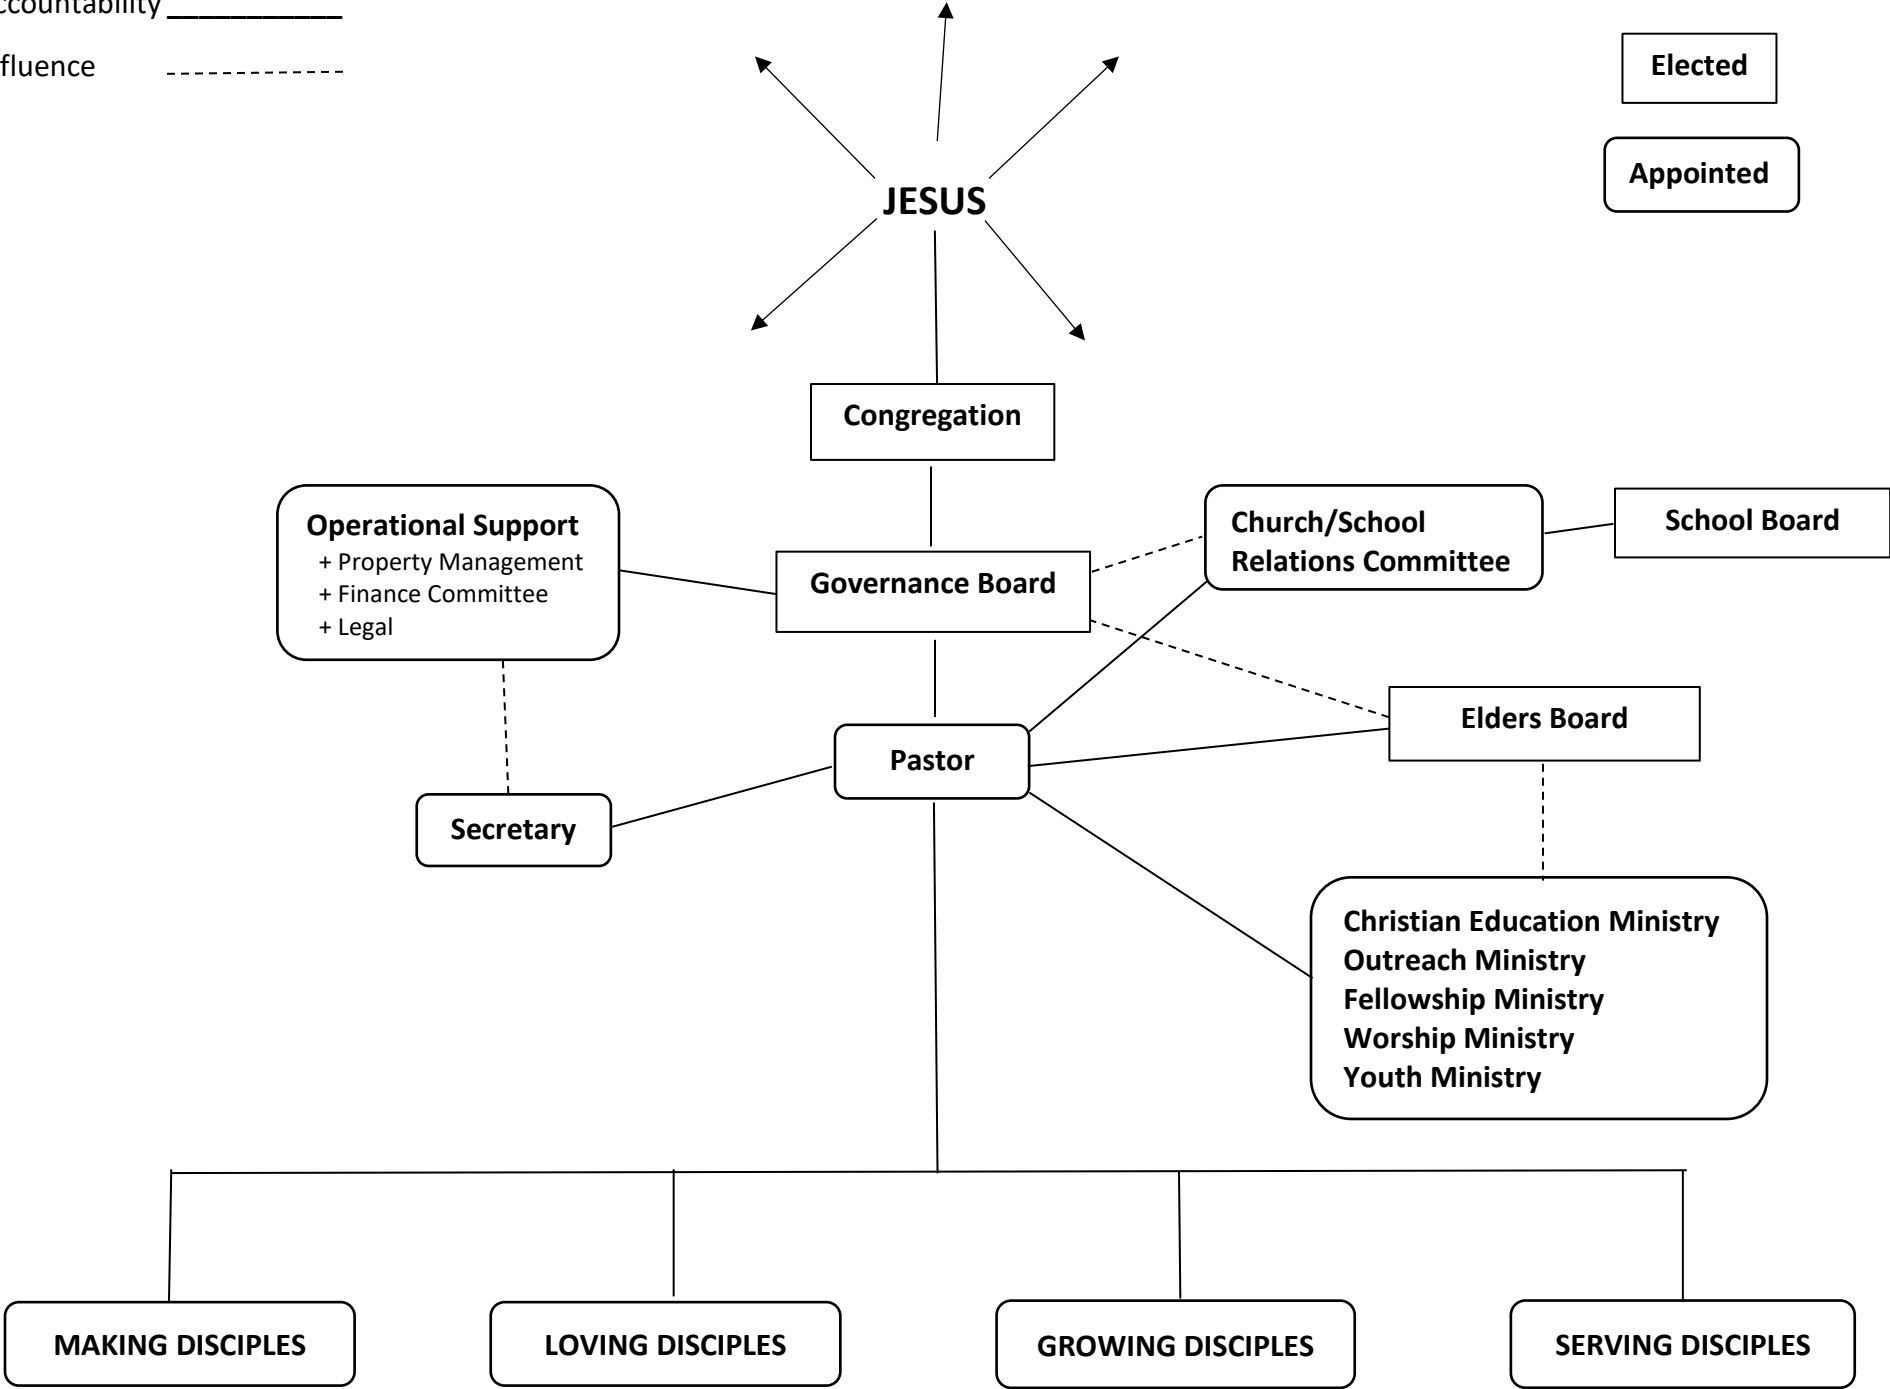 ccountability ___________
fluence -----------------
Elected
Appointed
JESUS
Congregation
Operational Support
+ Property Management
+ Finance Committee
+ Legal
Governance Board
Church/School
Relations Committee
School Board
Elders Board
Pastor
Secretary
Christian Education Ministry
Outreach Ministry
Fellowship Ministry
Worship Ministry
Youth Ministry
MAKING DISCIPLES
LOVING DISCIPLES
GROWING DISCIPLES
SERVING DISCIPLES